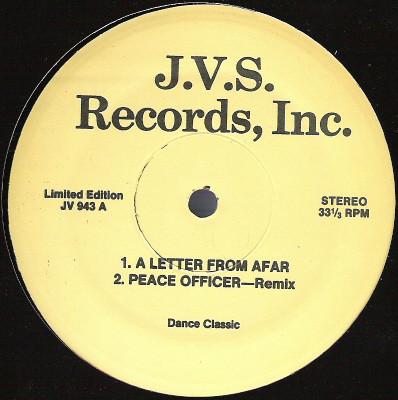 J.V.S.
Records, Inc.
Limited Edition
JV 943 A
STEREO
33⅓ RPM
1. A LETTER FROM AFAR
2. PEACE OFFICER—Remix
Dance Classic